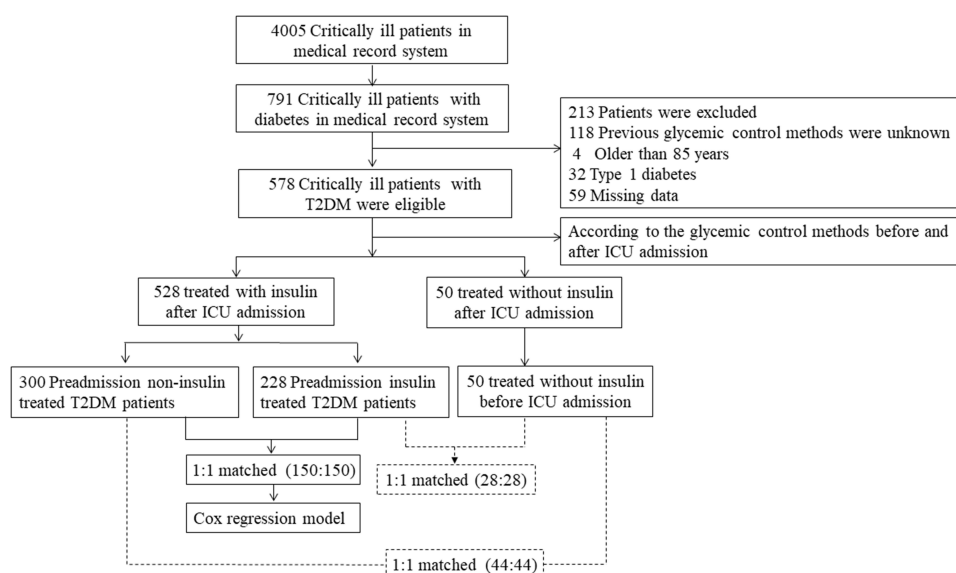 4005 Critically ill patients in
medical record system
791 Critically ill patients with
diabetes in medical record system
213 Patients were excluded
118 Previous glycemic control methods were unknown
4 Older than 85 years
32 Type 1 diabetes
59 Missing data
578 Critically ill patients with
T2DM were eligible
According to the glycemic control methods before and
after ICU admission
528 treated with insulin
after ICU admission
50 treated without insulin
after ICU admission
300 Preadmission non-insulin
treated T2DM patients
228 Preadmission insulin
treated T2DM patients
50 treated without insulin
before ICU admission
1:1 matched (150:150)
1:1 matched (28:28)
Cox regression model
1:1 matched (44:44)